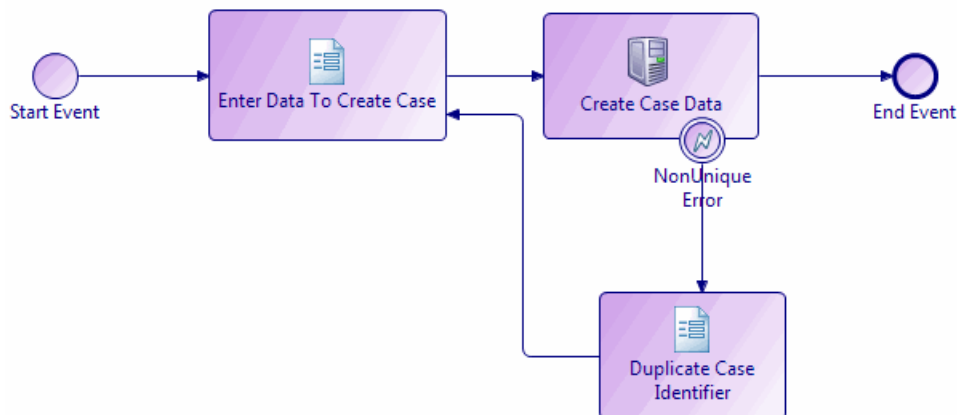 Start Event
Enter Data To Create Case
Create Case Data
End Event
NonUnique
Error
Duplicate Case
Identifier